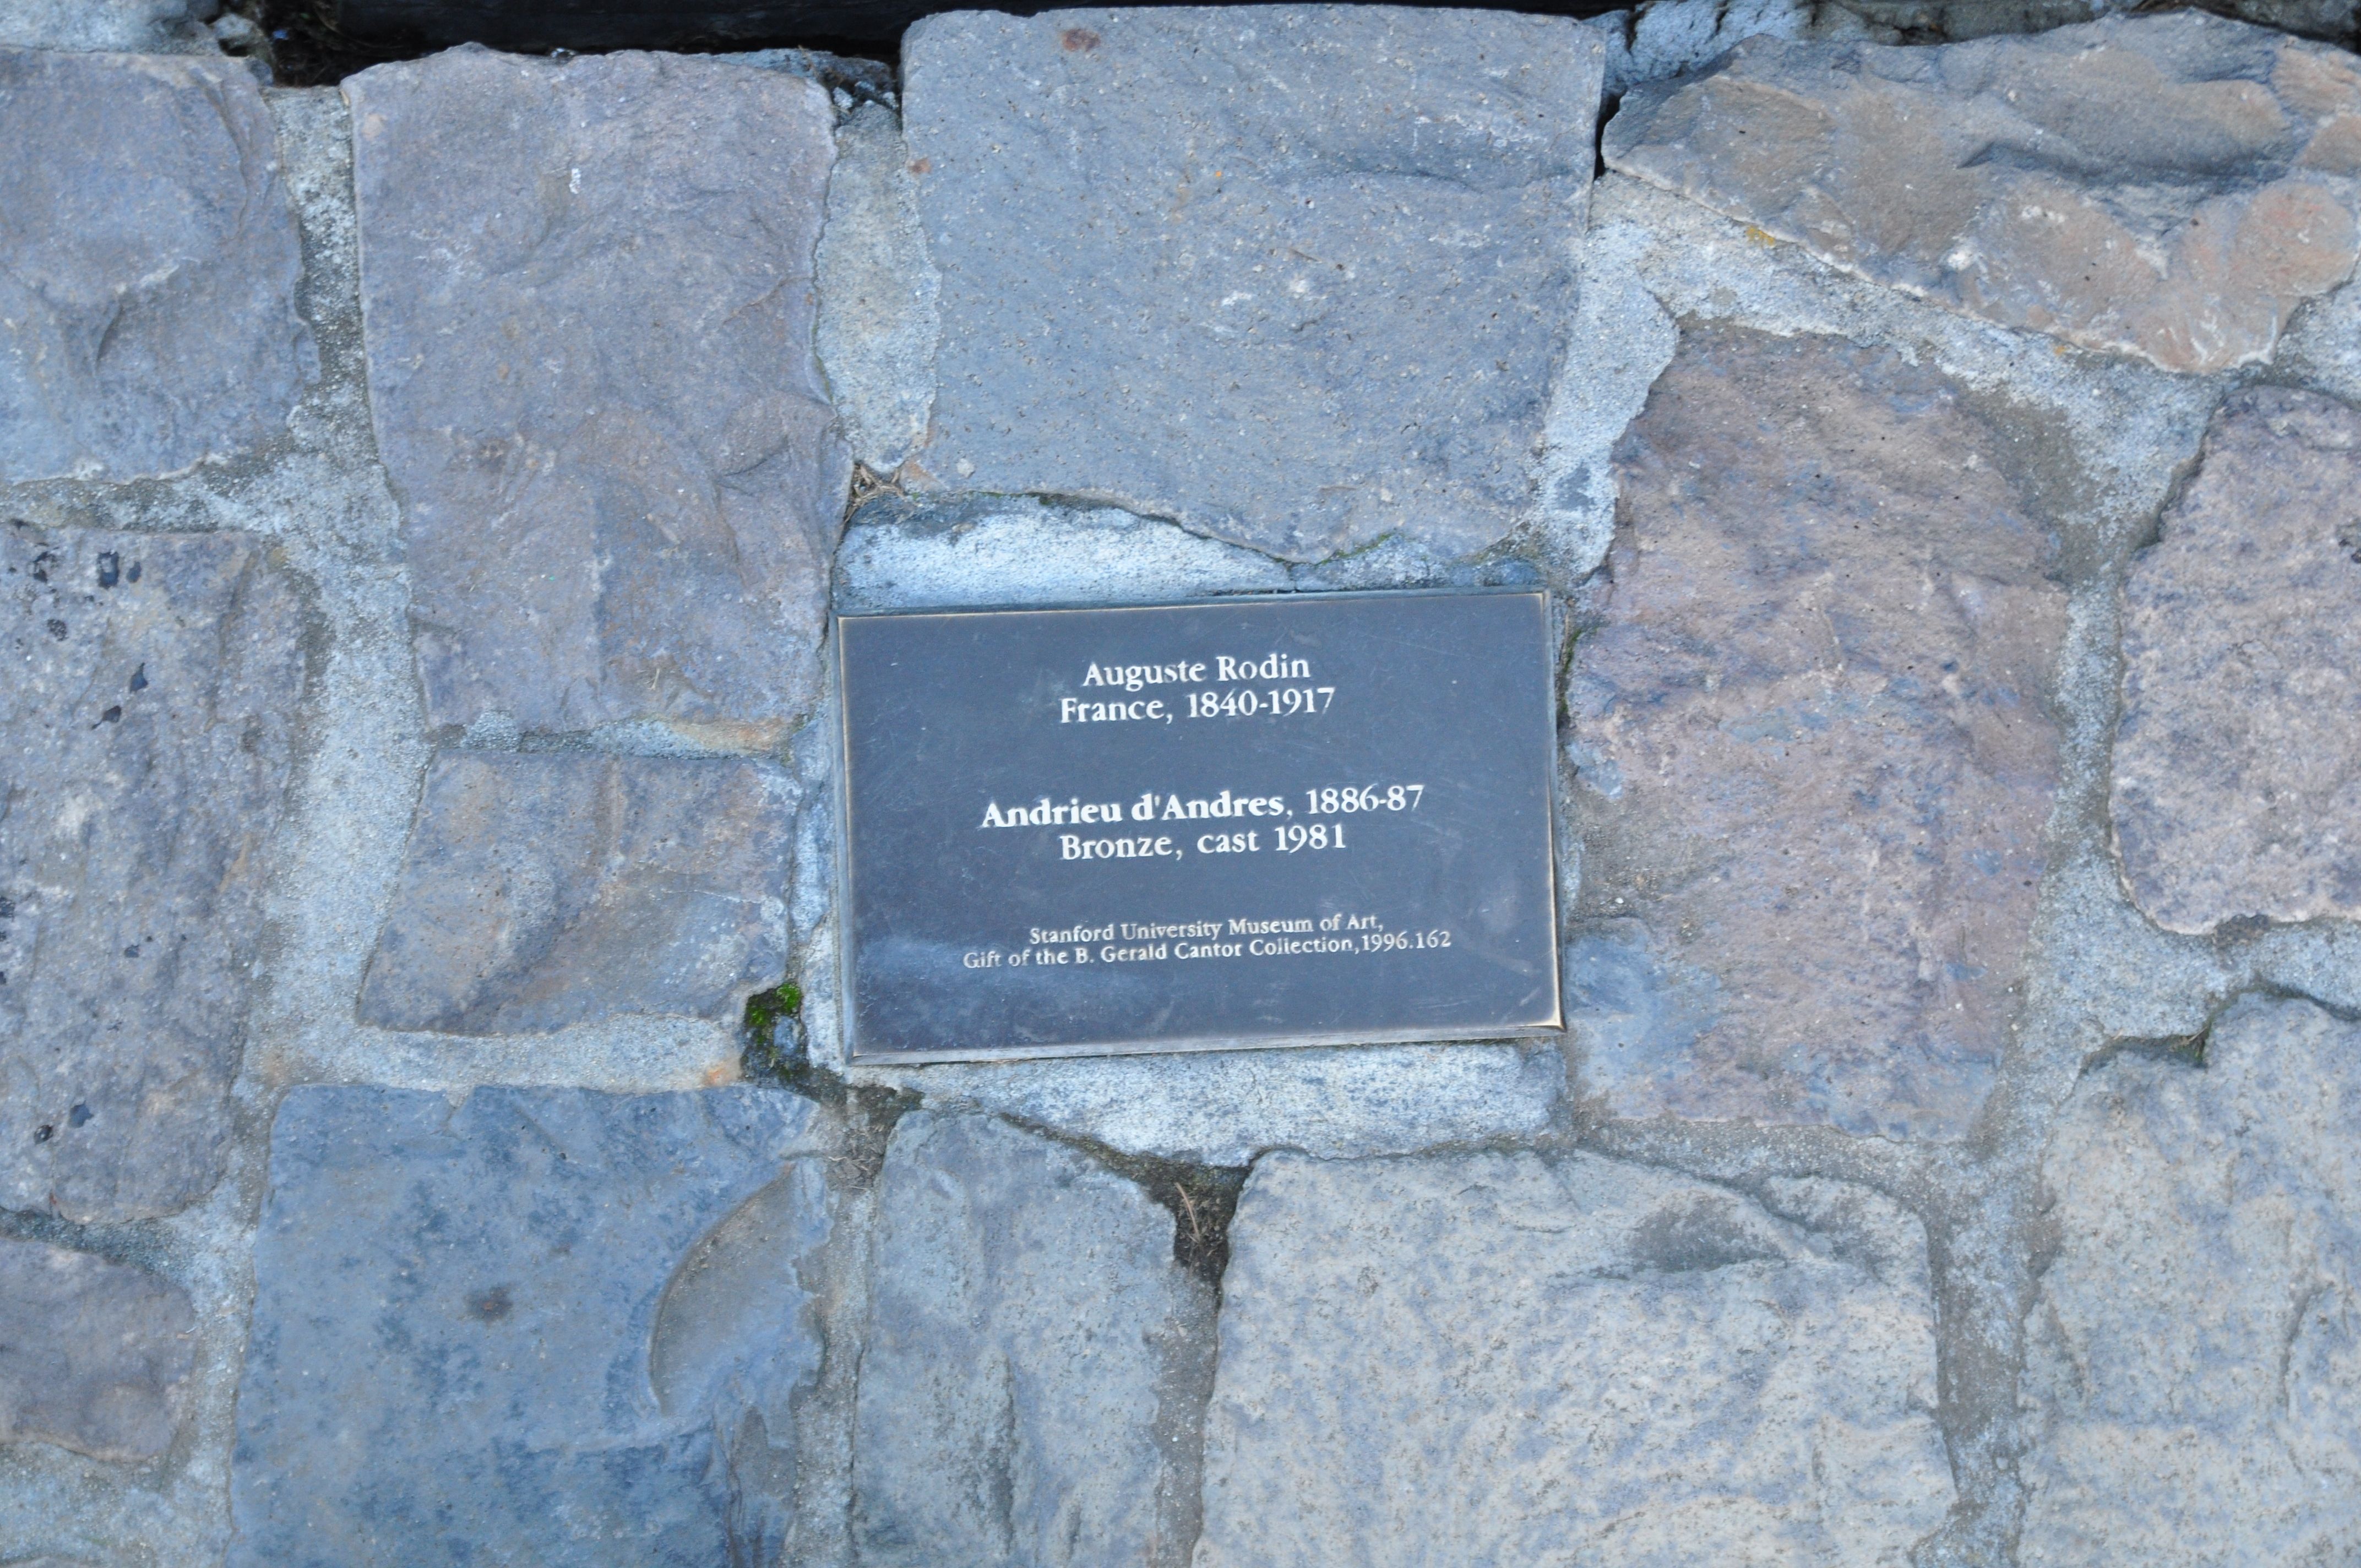 Auguste Rodin
France, 1840-1917
Andrieu d'Andres, 1886-87
Bronze, cast 1981
Stanford University Museum of Art,
Gift of the B. Gerald Cantor Collection,1996.162